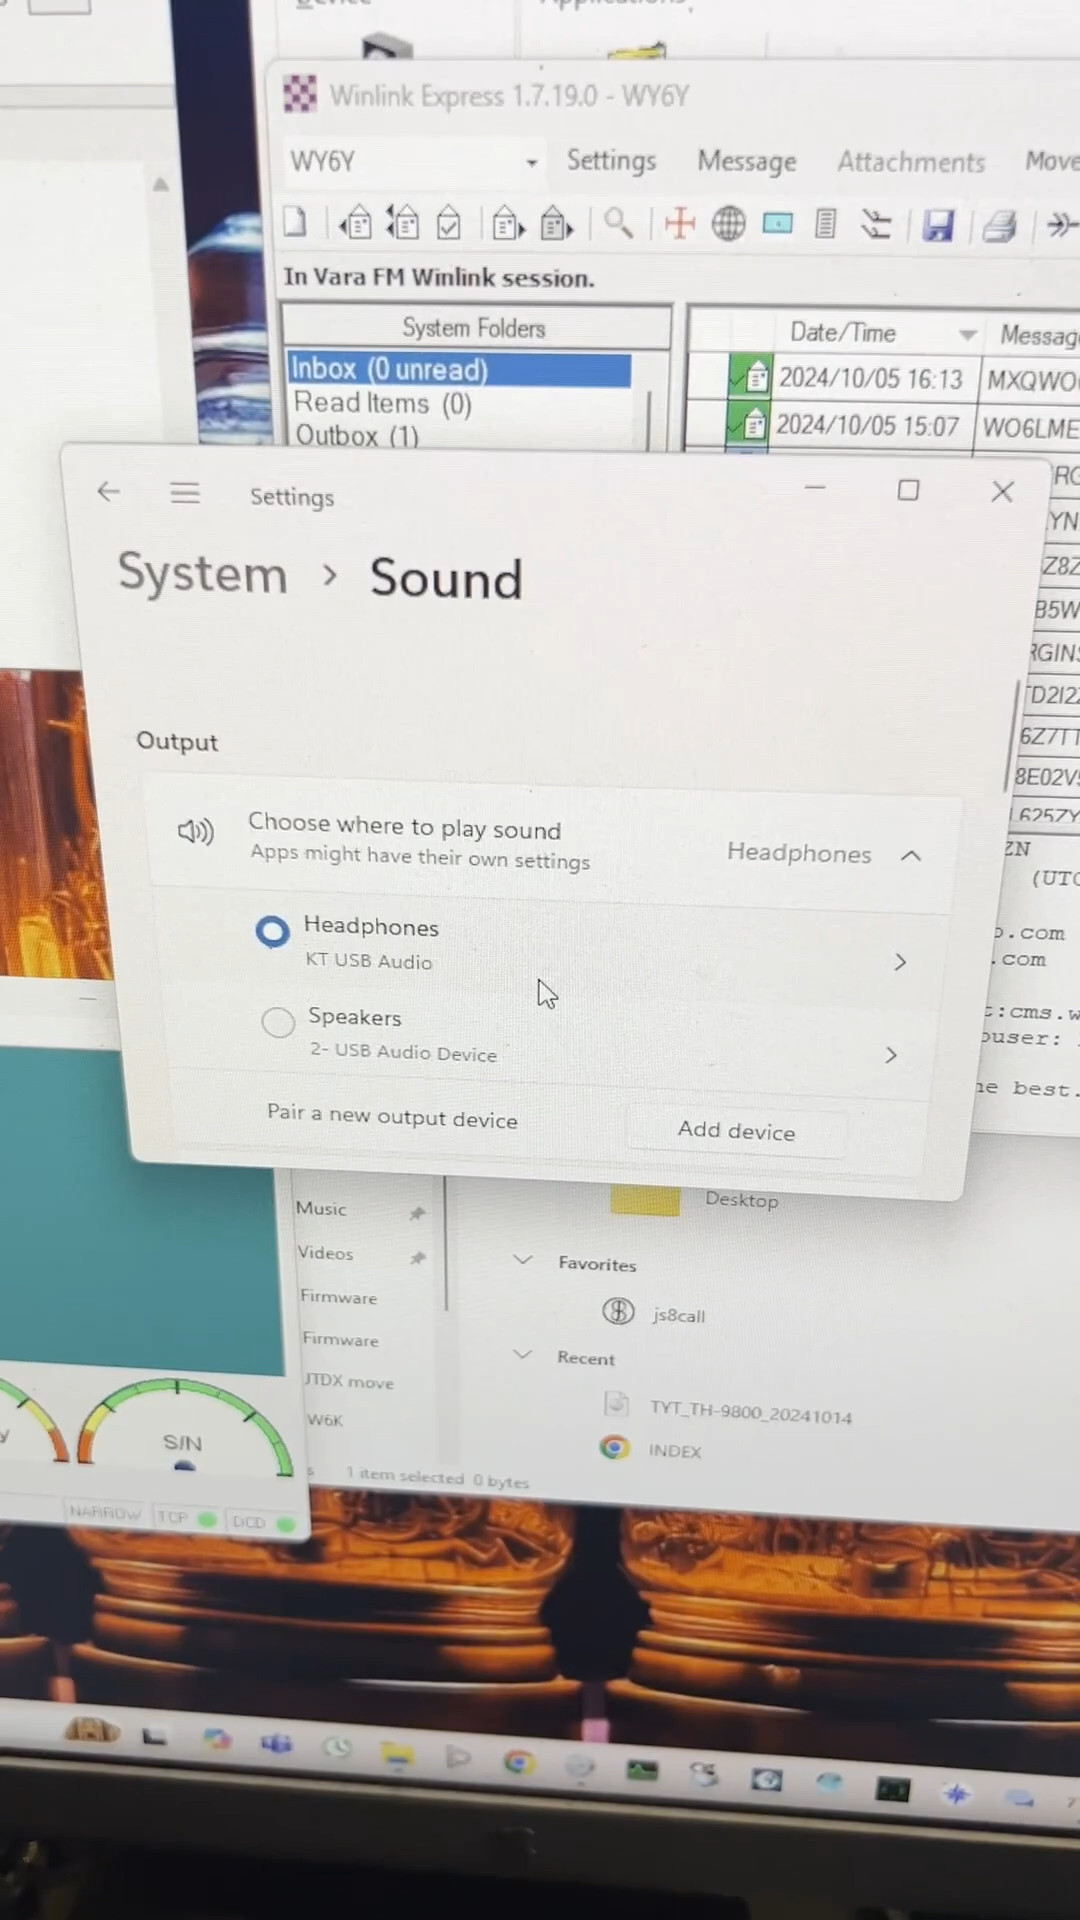 Winlink Express 1.7.19.0 - WY6Y
WY6Y
Settings
Message
Attachments
In Vara FM Winlink session.
System Folders
Inbox (0 unread)
Read Items (0)
Outbox (1)
Date/Time
2024/10/05 16:13
2024/10/05 15:07
WO6LME
Settings
System > Sound
Output
Choose where to play sound
Apps might have their own settings
Headphones
Headphones
KT USB Audio
Speakers
2- USB Audio Device
Pair a new output device
Add device
Music
Videos
Firmware
Firmware
JTDX move
W6K
1 item selected 0 bytes
Desktop
Favorites
js8call
Recent
TYT_TH-9800_20241014
INDEX
S/N
NARROW
TCP
DCD